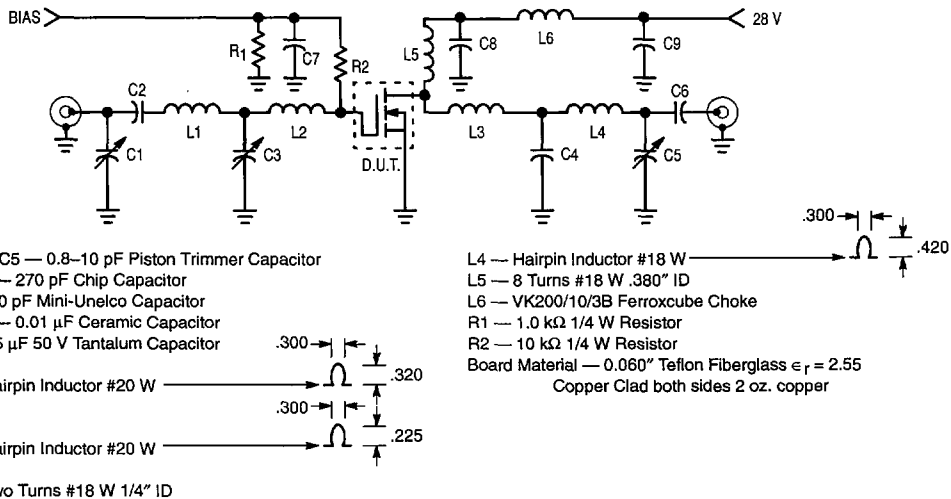 BIAS
28 V
R1
C7
R2
L5
C8
L6
C9
C2
L1
L2
L3
L4
C6
C1
C3
D.U.T.
C4
C5
C5 — 0.8–10 pF Piston Trimmer Capacitor
— 270 pF Chip Capacitor
0 pF Mini-Unelco Capacitor
— 0.01 µF Ceramic Capacitor
µF 50 V Tantalum Capacitor
airpin Inductor #20 W
.300
.320
airpin Inductor #20 W
.300
.225
wo Turns #18 W 1/4″ ID
L4 — Hairpin Inductor #18 W
.300
.420
L5 — 8 Turns #18 W .380″ ID
L6 — VK200/10/3B Ferroxcube Choke
R1 — 1.0 kΩ 1/4 W Resistor
R2 — 10 kΩ 1/4 W Resistor
Board Material — 0.060″ Teflon Fiberglass εr = 2.55
Copper Clad both sides 2 oz. copper